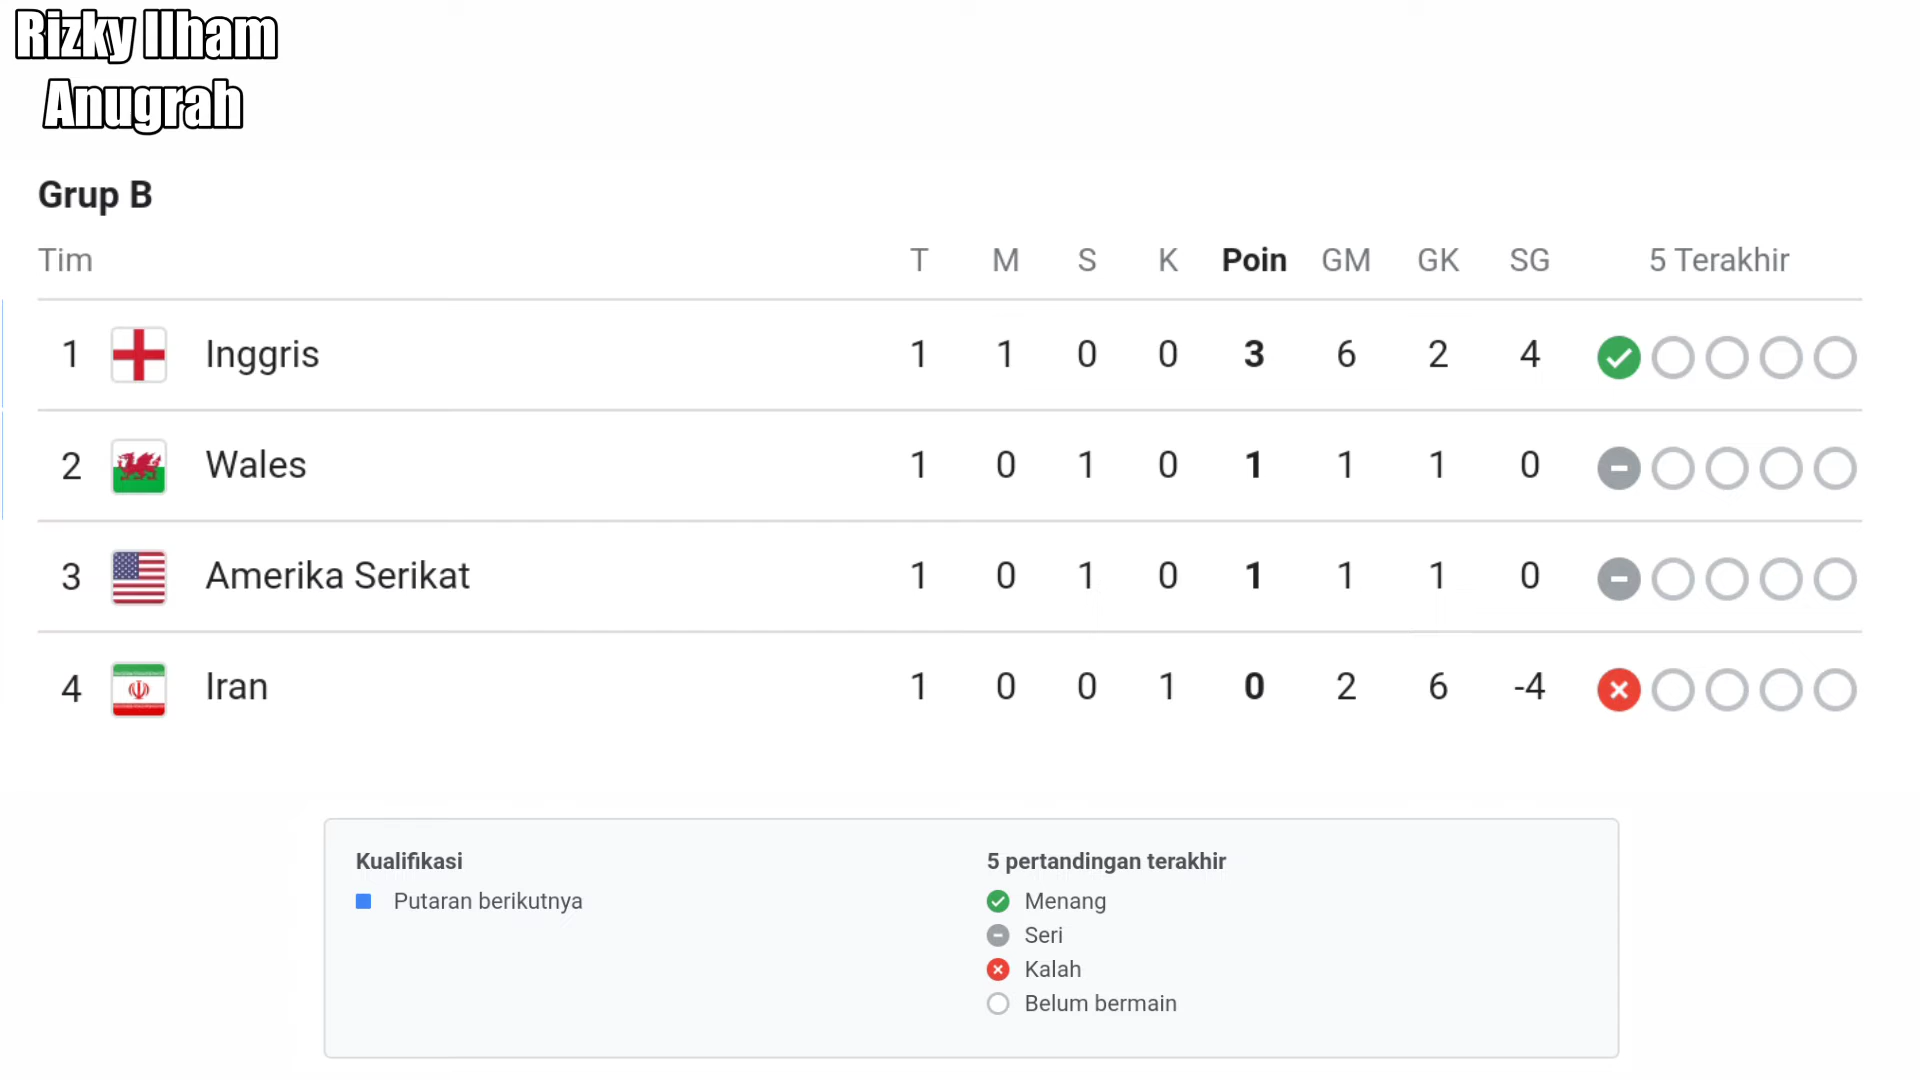 Rizky Ilham
Anugrah
Grup B
Tim T M S K Poin GM GK SG 5 Terakhir
1 Inggris 1 1 0 0 3 6 2 4
2 Wales 1 0 1 0 1 1 1 0
3 Amerika Serikat 1 0 1 0 1 1 1 0
4 Iran 1 0 0 1 0 2 6 -4
Kualifikasi
Putaran berikutnya
5 pertandingan terakhir
Menang
Seri
Kalah
Belum bermain